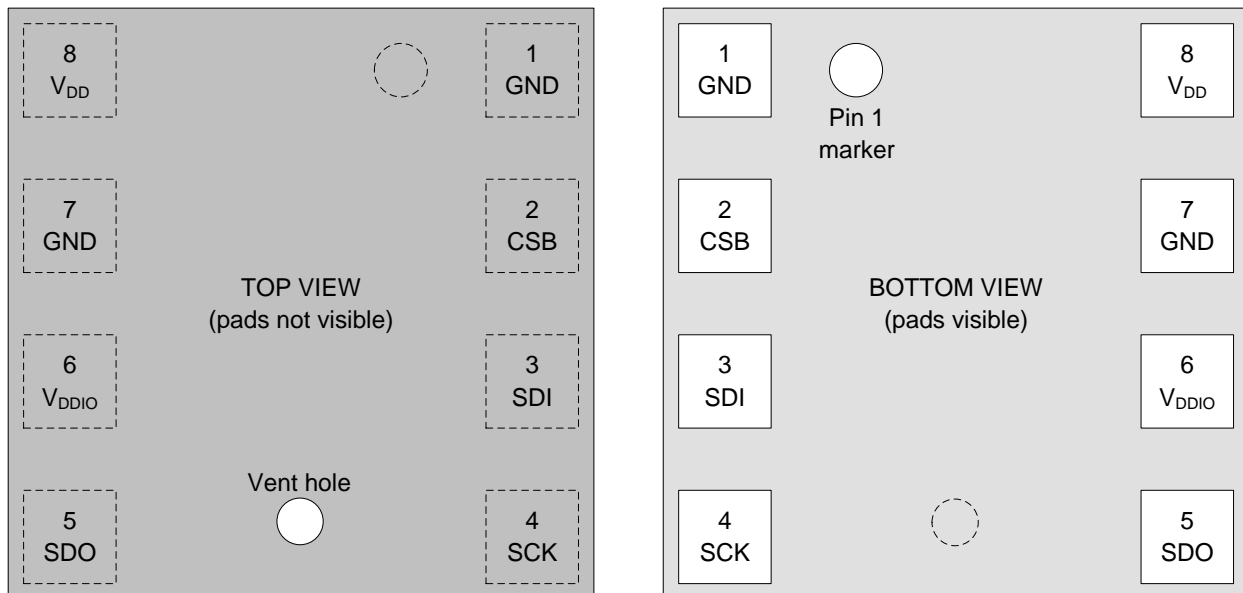 8
VDD
1
GND
7
GND
2
CSB
TOP VIEW
(pads not visible)
6
VDDIO
3
SDI
Vent hole
5
SDO
4
SCK
1
GND
Pin 1
marker
8
VDD
2
CSB
7
GND
BOTTOM VIEW
(pads visible)
3
SDI
6
VDDIO
4
SCK
5
SDO